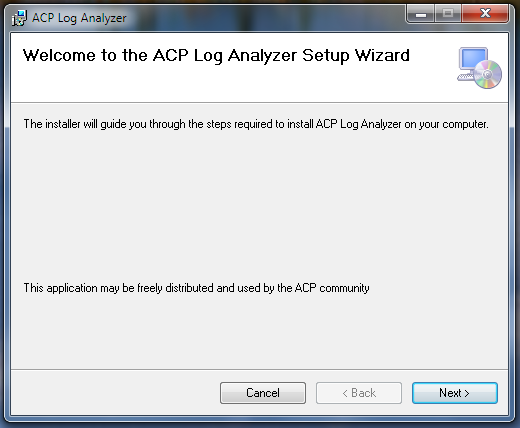 ACP Log Analyzer
Welcome to the ACP Log Analyzer Setup Wizard
The installer will guide you through the steps required to install ACP Log Analyzer on your computer.
This application may be freely distributed and used by the ACP community
Cancel
< Back
Next >